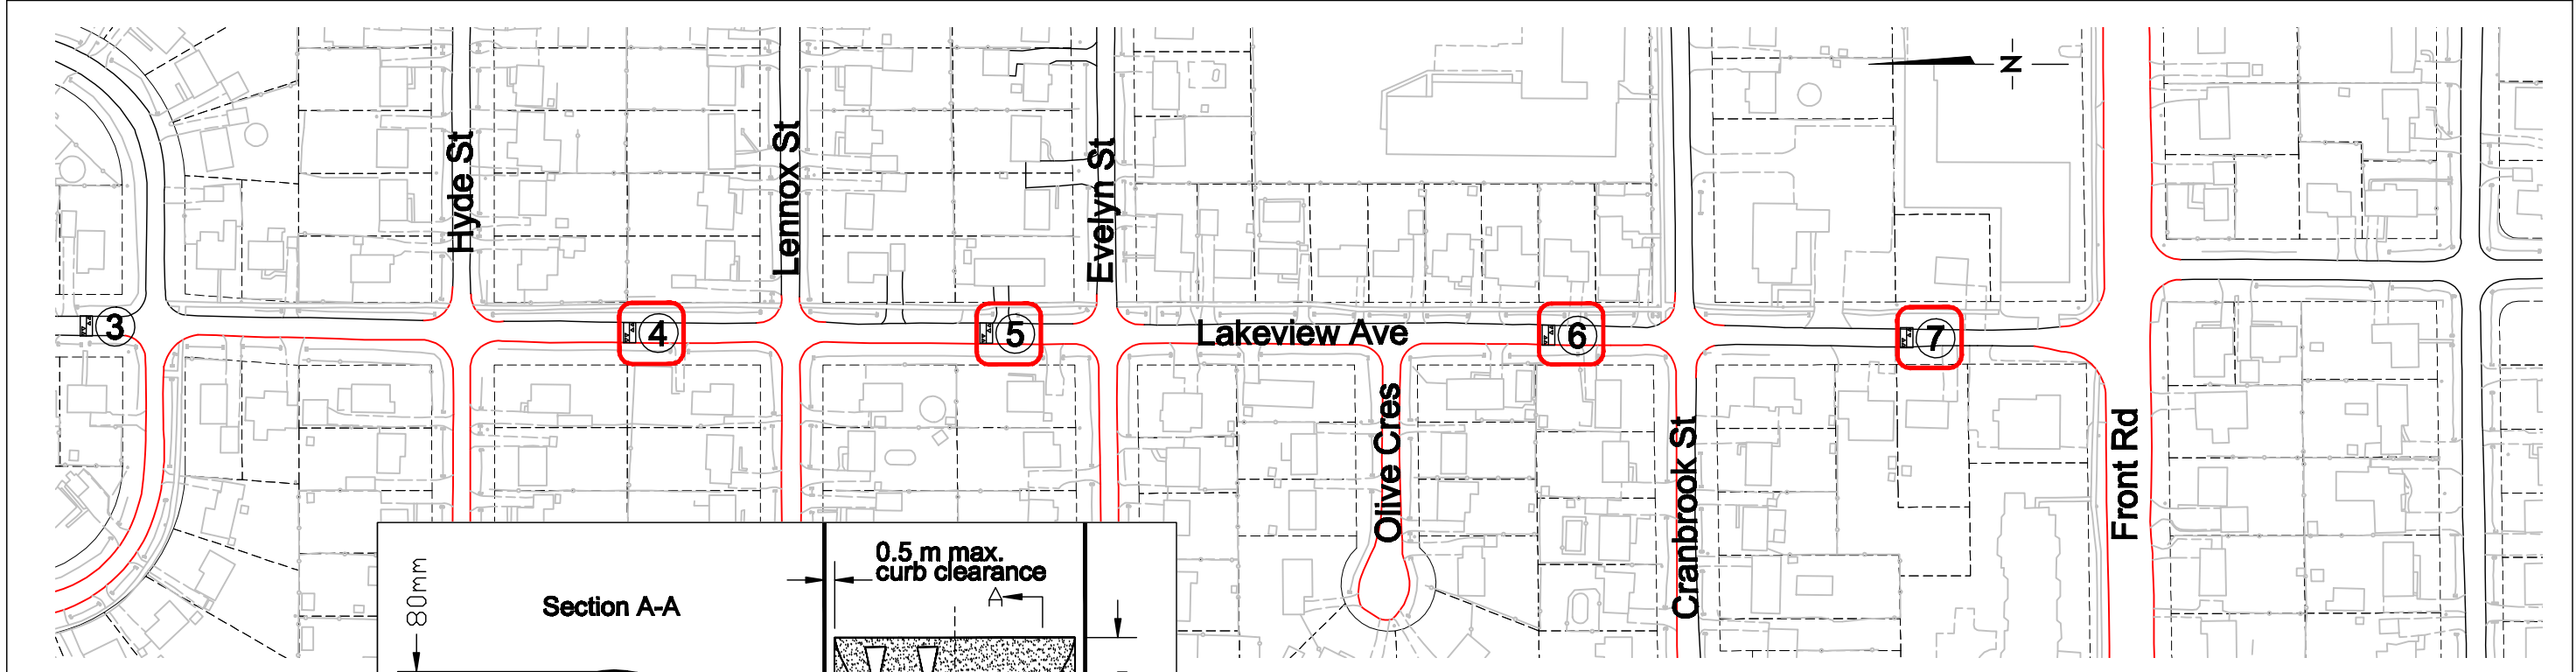 N
Hyde St
Lennox St
Evelyn St
3
4
5
Lakeview Ave
6
7
Olive Cres
Cranbrook St
Front Rd
0.5 m max.
curb clearance
A
80mm
Section A-A